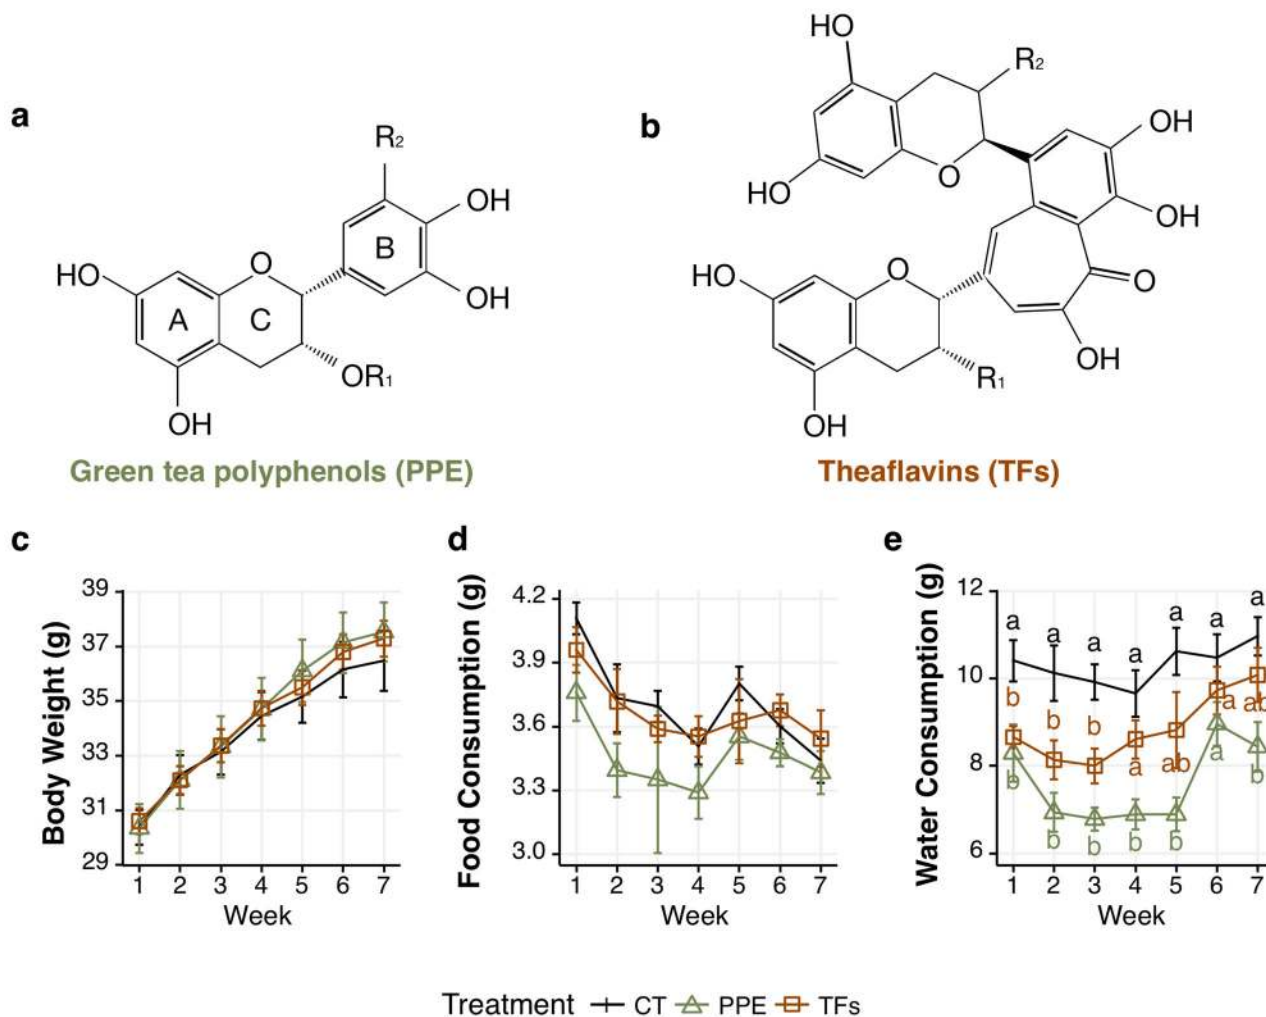 a
R2
OH
OH
B
HO
O
A
C
OR1
OH
Green tea polyphenols (PPE)
b
HO
R2
OH
HO
O
OH
HO
O
O
OH
R1
OH
Theaflavins (TFs)
c
Body Weight (g)
39
37
35
33
31
29
1 2 3 4 5 6 7
Week
d
Food Consumption (g)
4.2
3.9
3.6
3.3
3.0
1 2 3 4 5 6 7
Week
e
Water Consumption (g)
12
10
8
6
a a a a a a a
b b b a ab a ab
b b b b b a b
1 2 3 4 5 6 7
Week
Treatment CT PPE TFs